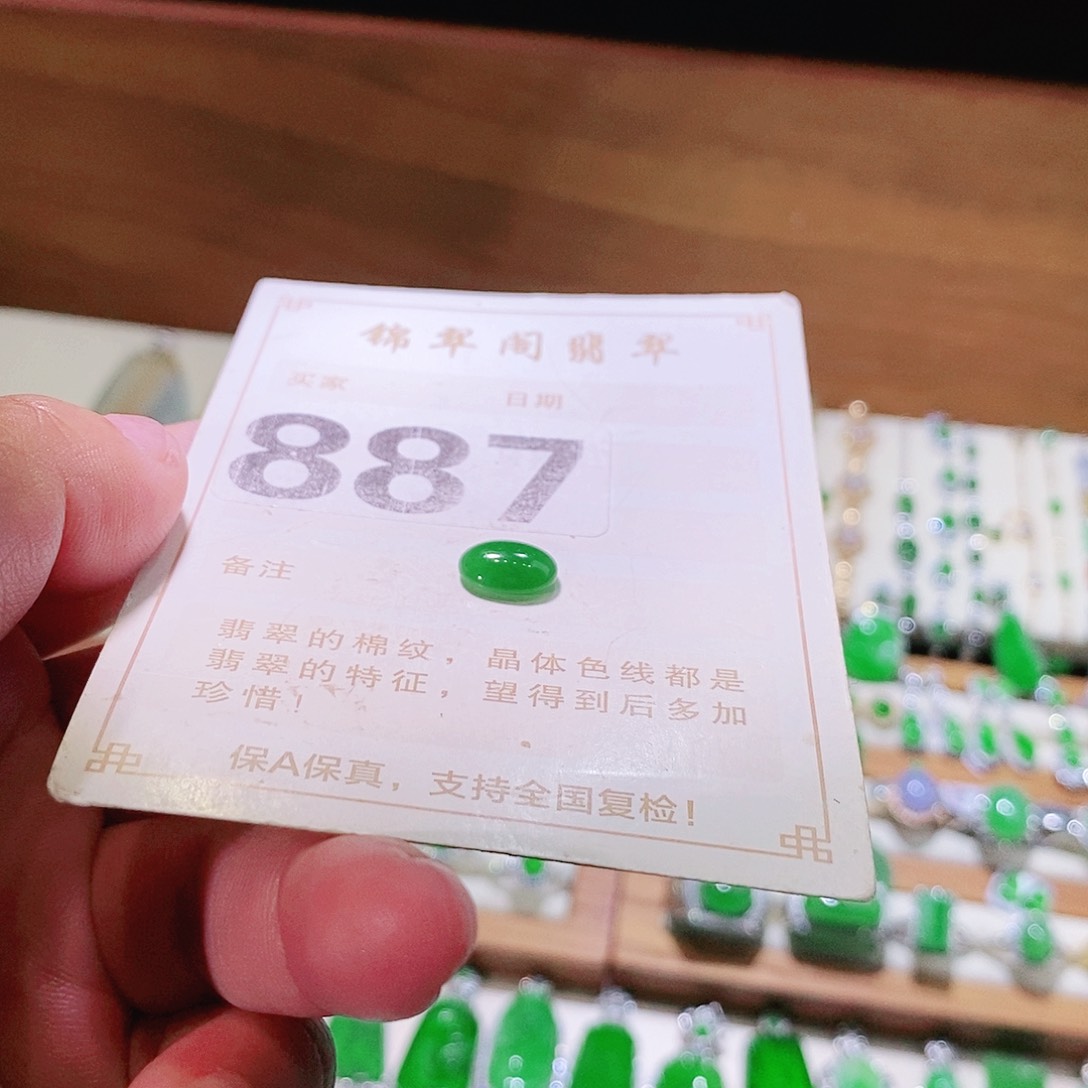 锦翠阁翡翠
买家 日期
887
备注
翡翠的棉纹，晶体色线都是
翡翠的特征，望得到后多加
珍惜！
保A保真，支持全国复检！